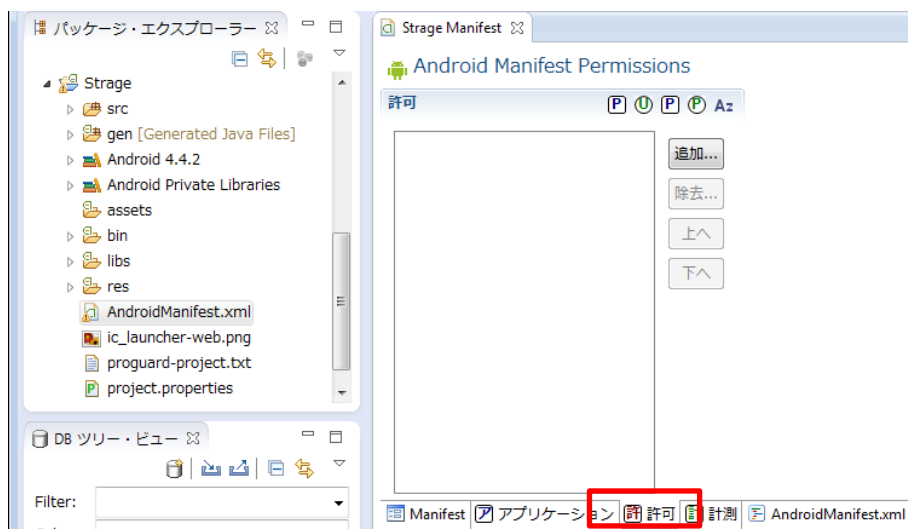 パッケージ・エクスプローラー
Strage
src
gen [Generated Java Files]
Android 4.4.2
Android Private Libraries
assets
bin
libs
res
AndroidManifest.xml
ic_launcher-web.png
proguard-project.txt
project.properties
DB ツリー・ビュー
Filter:
Strage Manifest
Android Manifest Permissions
許可
P U P P Az
追加...
除去...
上へ
下へ
Manifest ア アプリケーション 許 許可 計 計測 AndroidManifest.xml